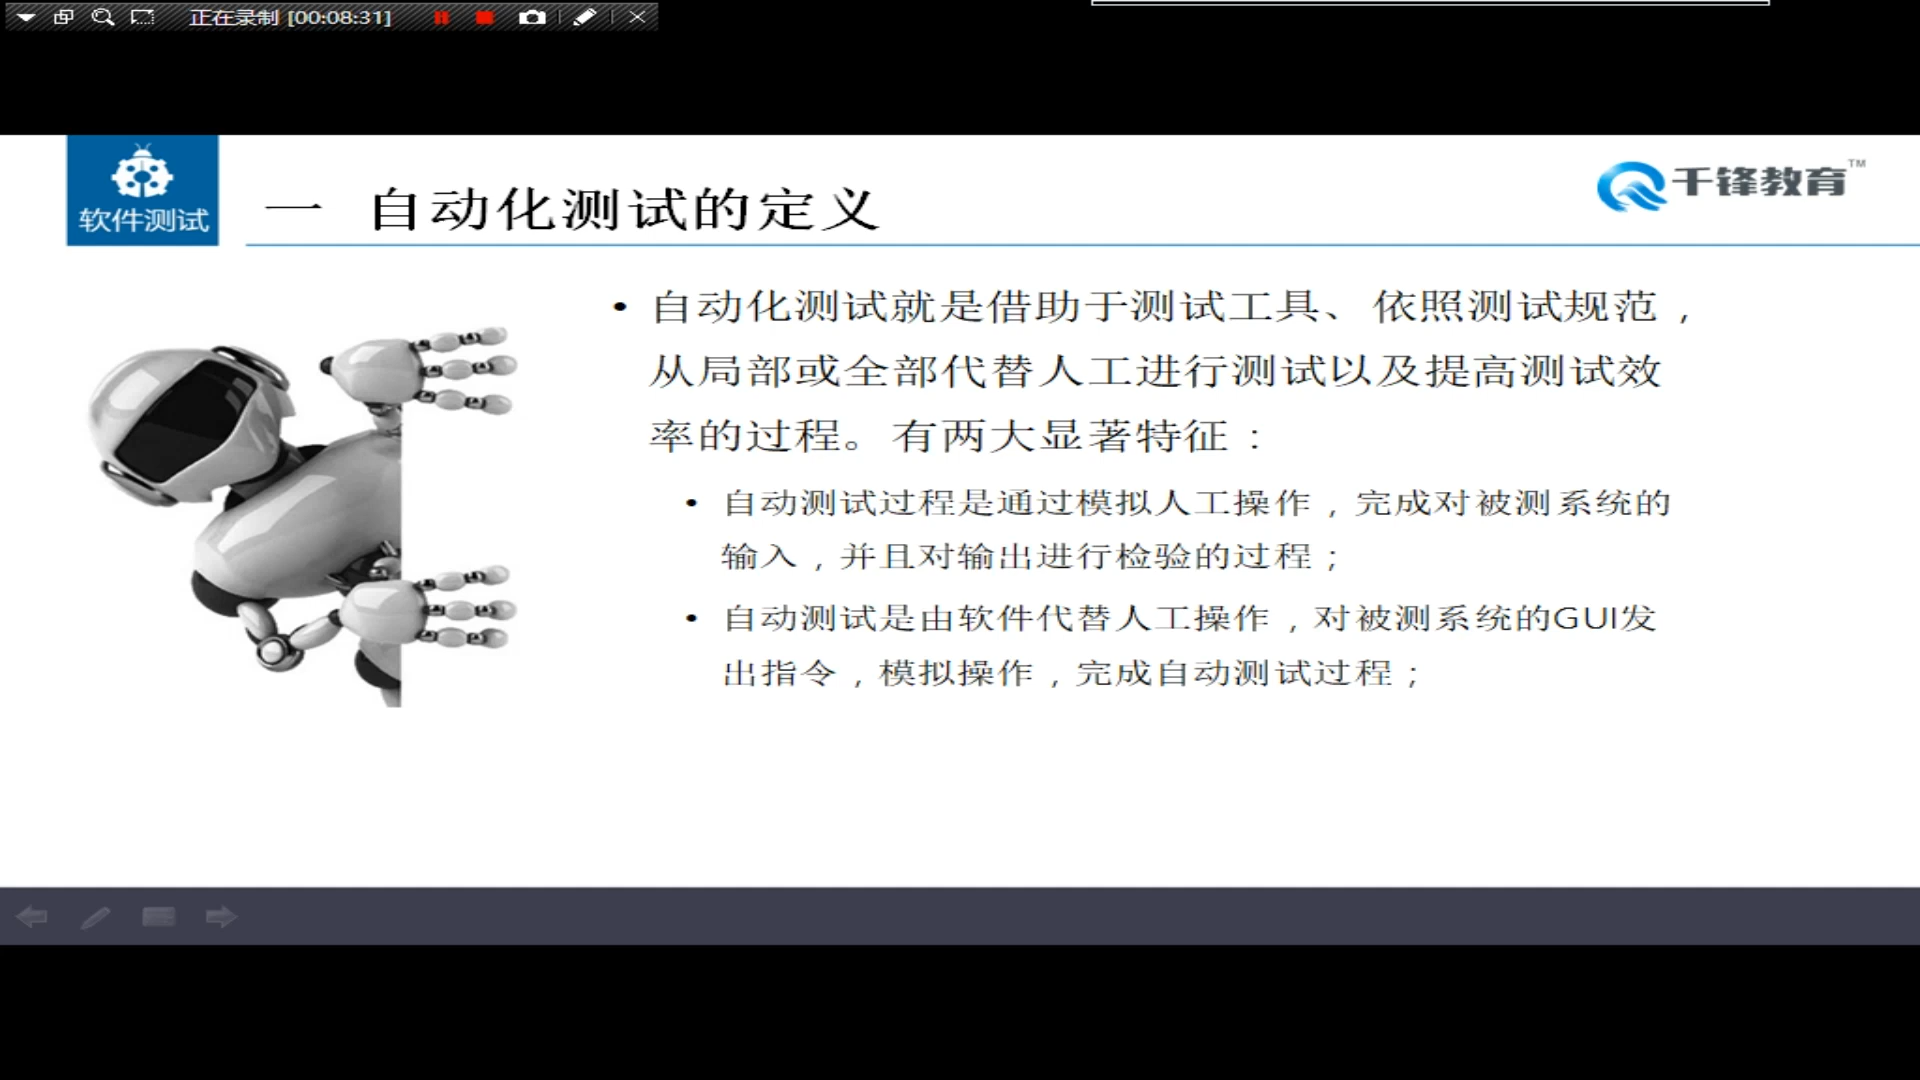 正在录制 [00:08:31]
软件测试
一 自动化测试的定义
千锋教育™
• 自动化测试就是借助于测试工具、依照测试规范，
从局部或全部代替人工进行测试以及提高测试效
率的过程。有两大显著特征：
• 自动测试过程是通过模拟人工操作，完成对被测系统的
输入，并且对输出进行检验的过程；
• 自动测试是由软件代替人工操作，对被测系统的GUI发
出指令，模拟操作，完成自动测试过程；